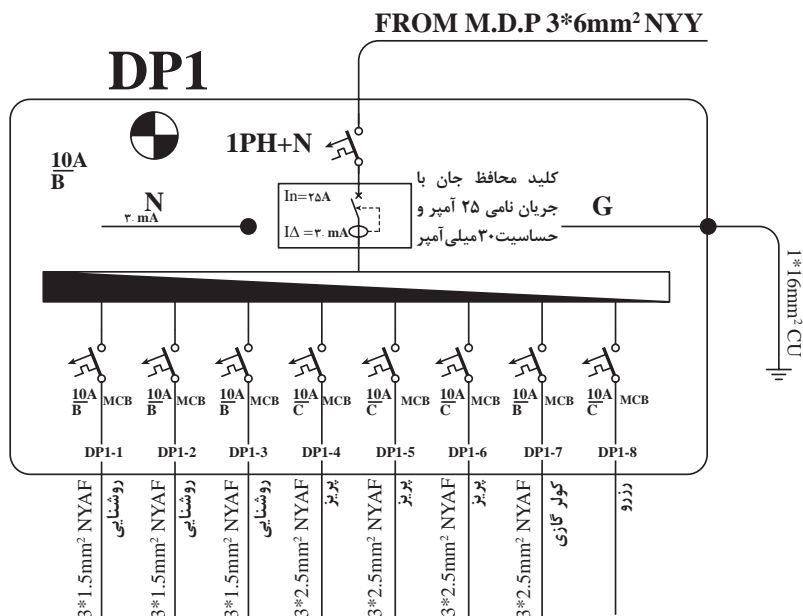 FROM M.D.P 3*6mm² NYY
DP1
1PH+N
10A
B
N
۳۰ mA
In=۲۵A
IΔ =۳۰ mA
کلید محافظ جان با
جریان نامی ۲۵ آمپر و
حساسیت۳۰میلی‌آمپر
G
1*16mm² CU
10A
B
MCB
10A
B
MCB
10A
B
MCB
10A
C
MCB
10A
C
MCB
10A
C
MCB
10A
B
MCB
10A
C
MCB
DP1-1
DP1-2
DP1-3
DP1-4
DP1-5
DP1-6
DP1-7
DP1-8
3*1.5mm² NYAF
روشنایی
3*1.5mm² NYAF
روشنایی
3*1.5mm² NYAF
روشنایی
3*2.5mm² NYAF
پریز
3*2.5mm² NYAF
پریز
3*2.5mm² NYAF
پریز
3*2.5mm² NYAF
کولر گازی
رزرو